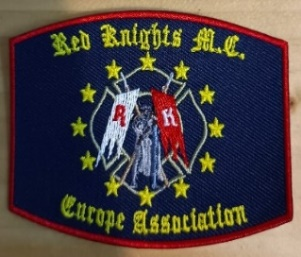 Red Knights M.C.
R K
Europe Association